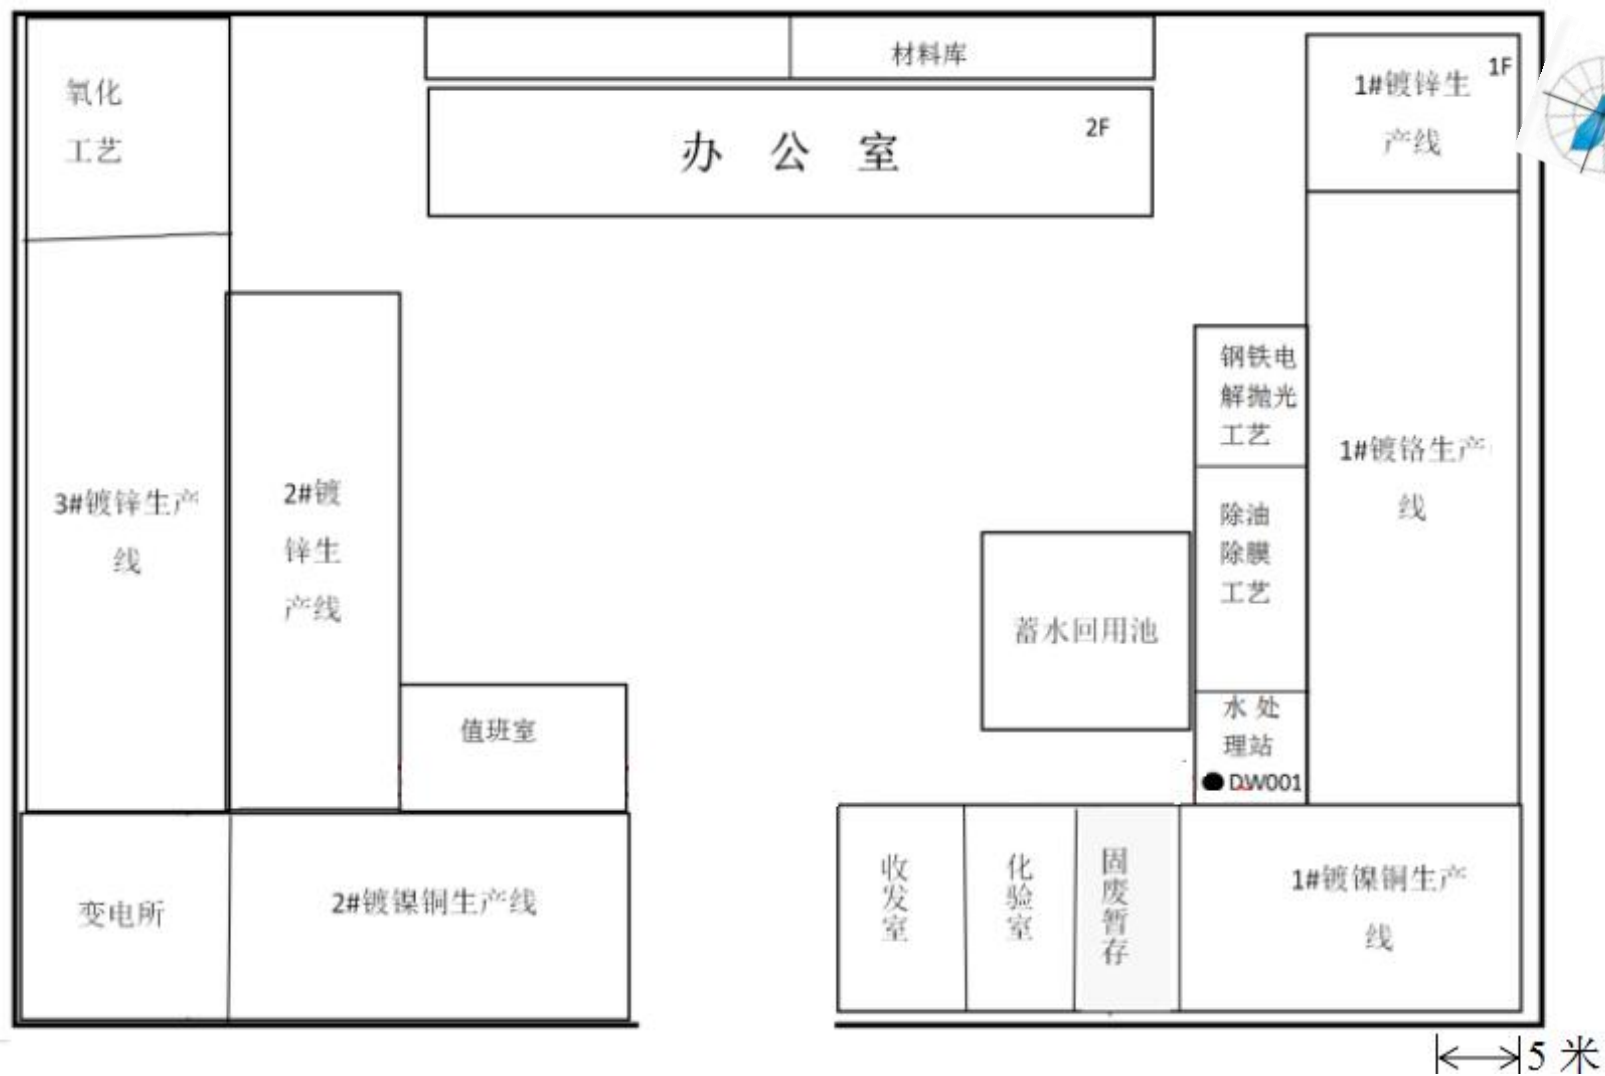 材料库
氧化
工艺
办公室
2F
1F
1#镀锌生
产线
钢铁电
解抛光
工艺
1#镀铬生产
线
3#镀锌生产
线
2#镀
锌生
产线
除油
除膜
工艺
蓄水回用池
值班室
水处
理站
DW001
变电所
2#镀镍铜生产线
收发室
化验室
固废暂存
1#镀镍铜生产
线
5 米